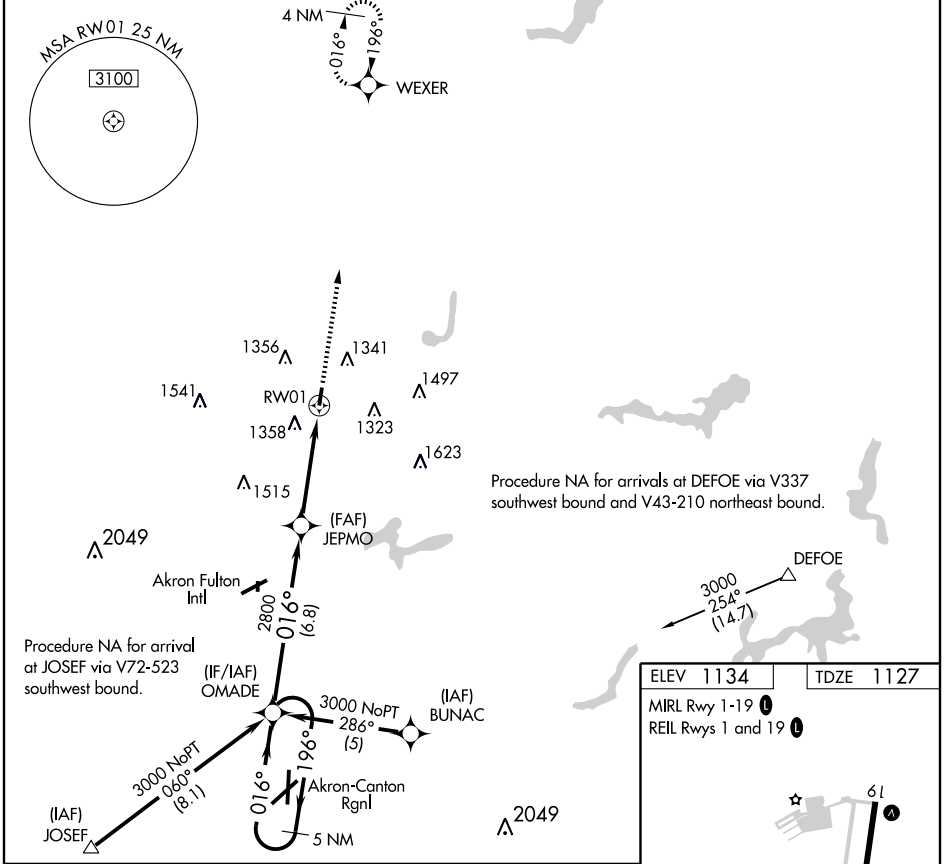 MSA RW01 25 NM
3100
4 NM
016°
196°
WEXER
1356
1341
1541
RW01
1497
1358
1323
1623
1515
Procedure NA for arrivals at DEFOE via V337
southwest bound and V43-210 northeast bound.
(FAF)
JEPMO
2049
DEFOE
Akron Fulton
Intl
3000
254°
(14.7)
2800
016°
(6.8)
Procedure NA for arrival
at JOSEF via V72-523
southwest bound.
(IF/IAF)
OMADE
3000 NoPT
286°
(5)
(IAF)
BUNAC
3000 NoPT
060°
(8.1)
016°
196°
Akron-Canton
Rgnl
(IAF)
JOSEF
5 NM
2049
ELEV 1134
TDZE 1127
MIRL Rwy 1-19 L
REIL Rwys 1 and 19 L
19
A